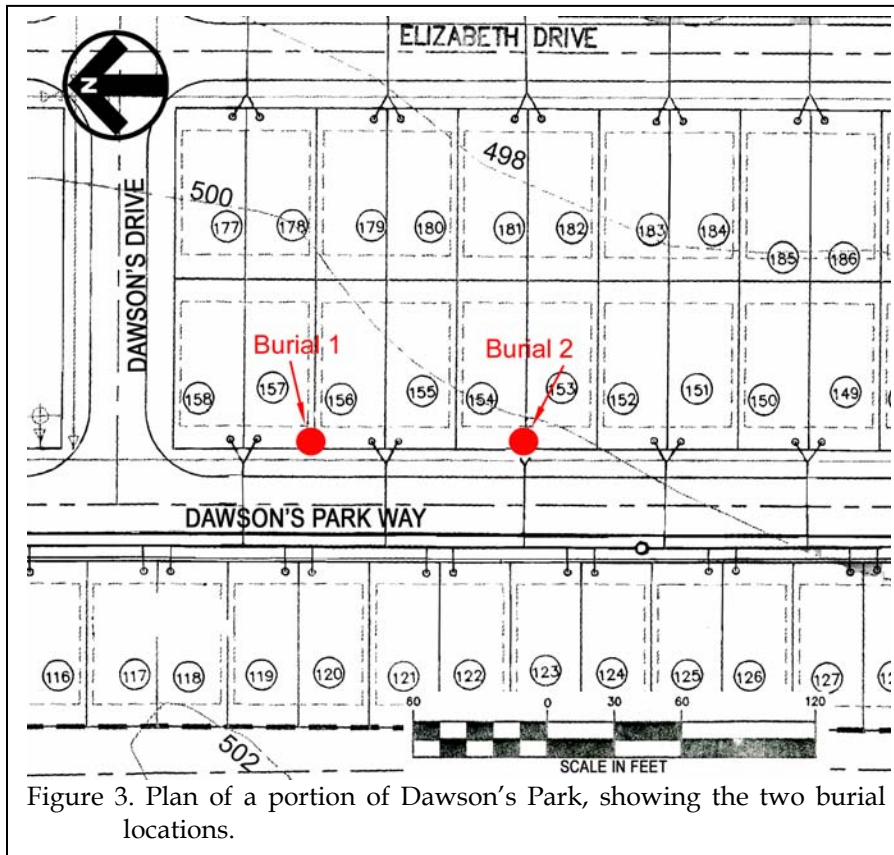 ELIZABETH DRIVE
N
DAWSON'S DRIVE
498
500
177 178 179 180 181 182 183 184 185 186
Burial 1
Burial 2
158 157 156 155 154 153 152 151 150 149
DAWSON'S PARK WAY
116 117 118 119 120 121 122 123 124 125 126 127
502
60 0 30 60 120
SCALE IN FEET
Figure 3. Plan of a portion of Dawson's Park, showing the two burial
locations.